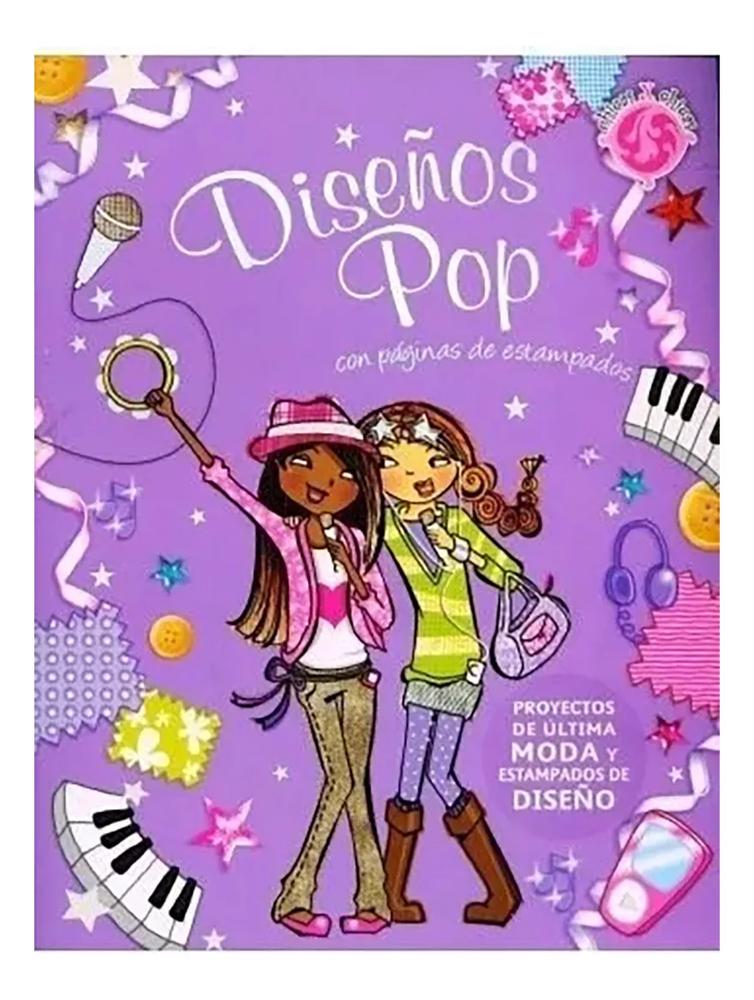 Diseños
Pop
con páginas de estampados
PROYECTOS
DE ÚLTIMA
MODA Y
ESTAMPADOS DE
DISEÑO